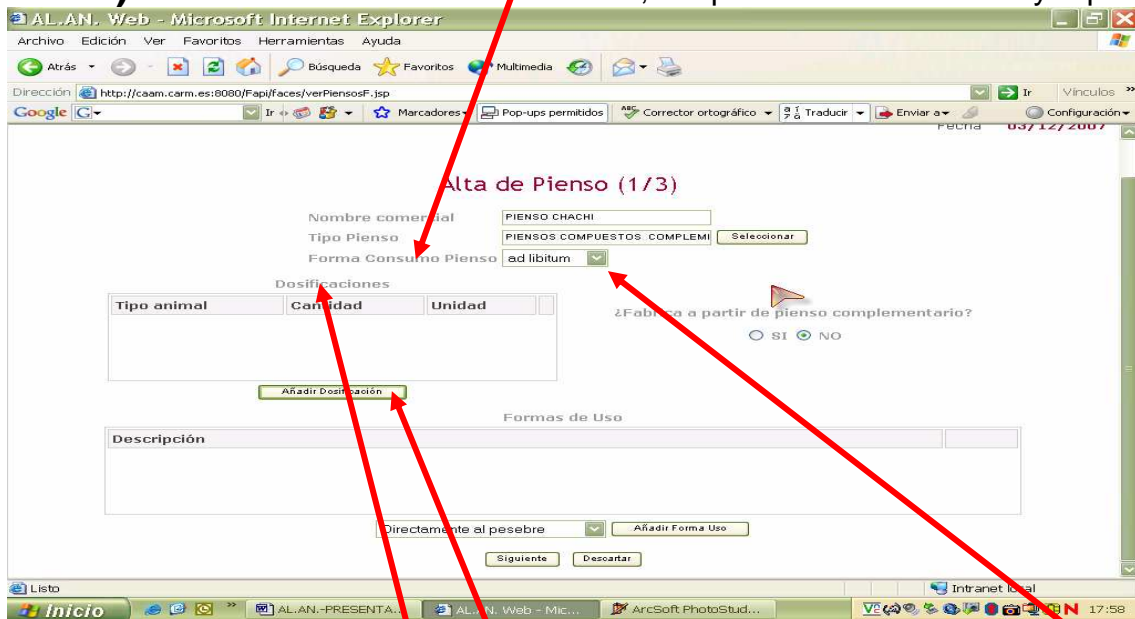 AL.AN. Web - Microsoft Internet Explorer
Archivo Edición Ver Favoritos Herramientas Ayuda
Atrás Búsqueda Favoritos Multimedia
Dirección http://caam.carm.es:8080/Fapi/faces/verPiensosF.jsp Ir Vínculos »
Google G Ir Marcadores Pop-ups permitidos Corrector ortográfico Traducir Enviar a Configuración
Fecha 03/12/2007
Alta de Pienso (1/3)
Nombre comercial PIENSO CHACHI
Tipo Pienso PIENSOS COMPUESTOS COMPLEMI Seleccionar
Forma Consumo Pienso ad libitum
Dosificaciones
Tipo animal Cantidad Unidad
¿Fabrica a partir de pienso complementario?
SI NO
Añadir Dosificación
Formas de Uso
Descripción
Directamente al pesebre Añadir Forma Uso
Siguiente Descartar
Listo Intranet local
Inicio » AL.AN.-PRESENTA... AL.AN. Web - Mic... ArcSoft PhotoStud... 17:58